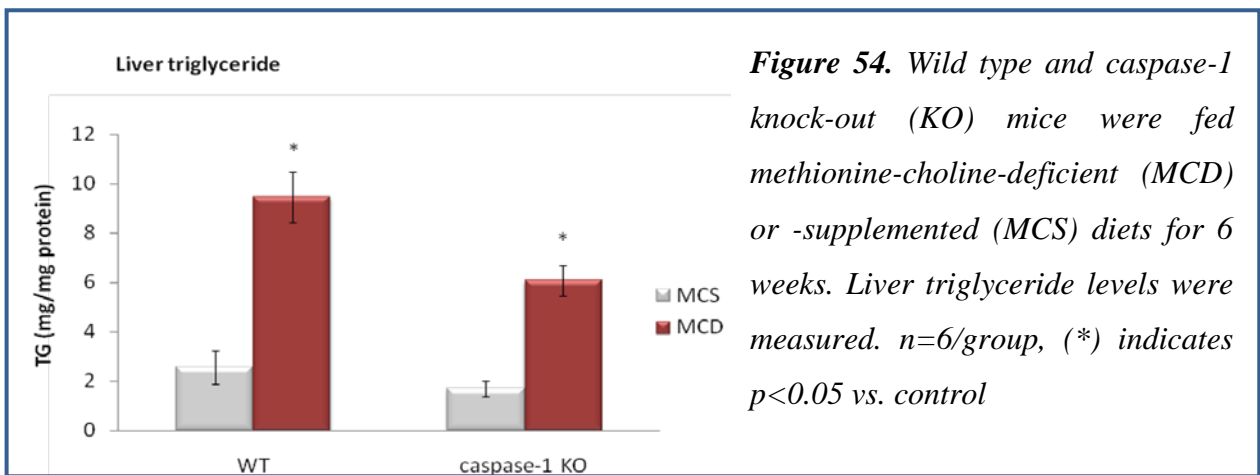 Liver triglyceride
12
10
8
6
4
2
0
TG (mg/mg protein)
*
*
WT
caspase-1 KO
MCS
MCD
Figure 54. Wild type and caspase-1
knock-out (KO) mice were fed
methionine-choline-deficient (MCD)
or -supplemented (MCS) diets for 6
weeks. Liver triglyceride levels were
measured. n=6/group, (*) indicates
p<0.05 vs. control